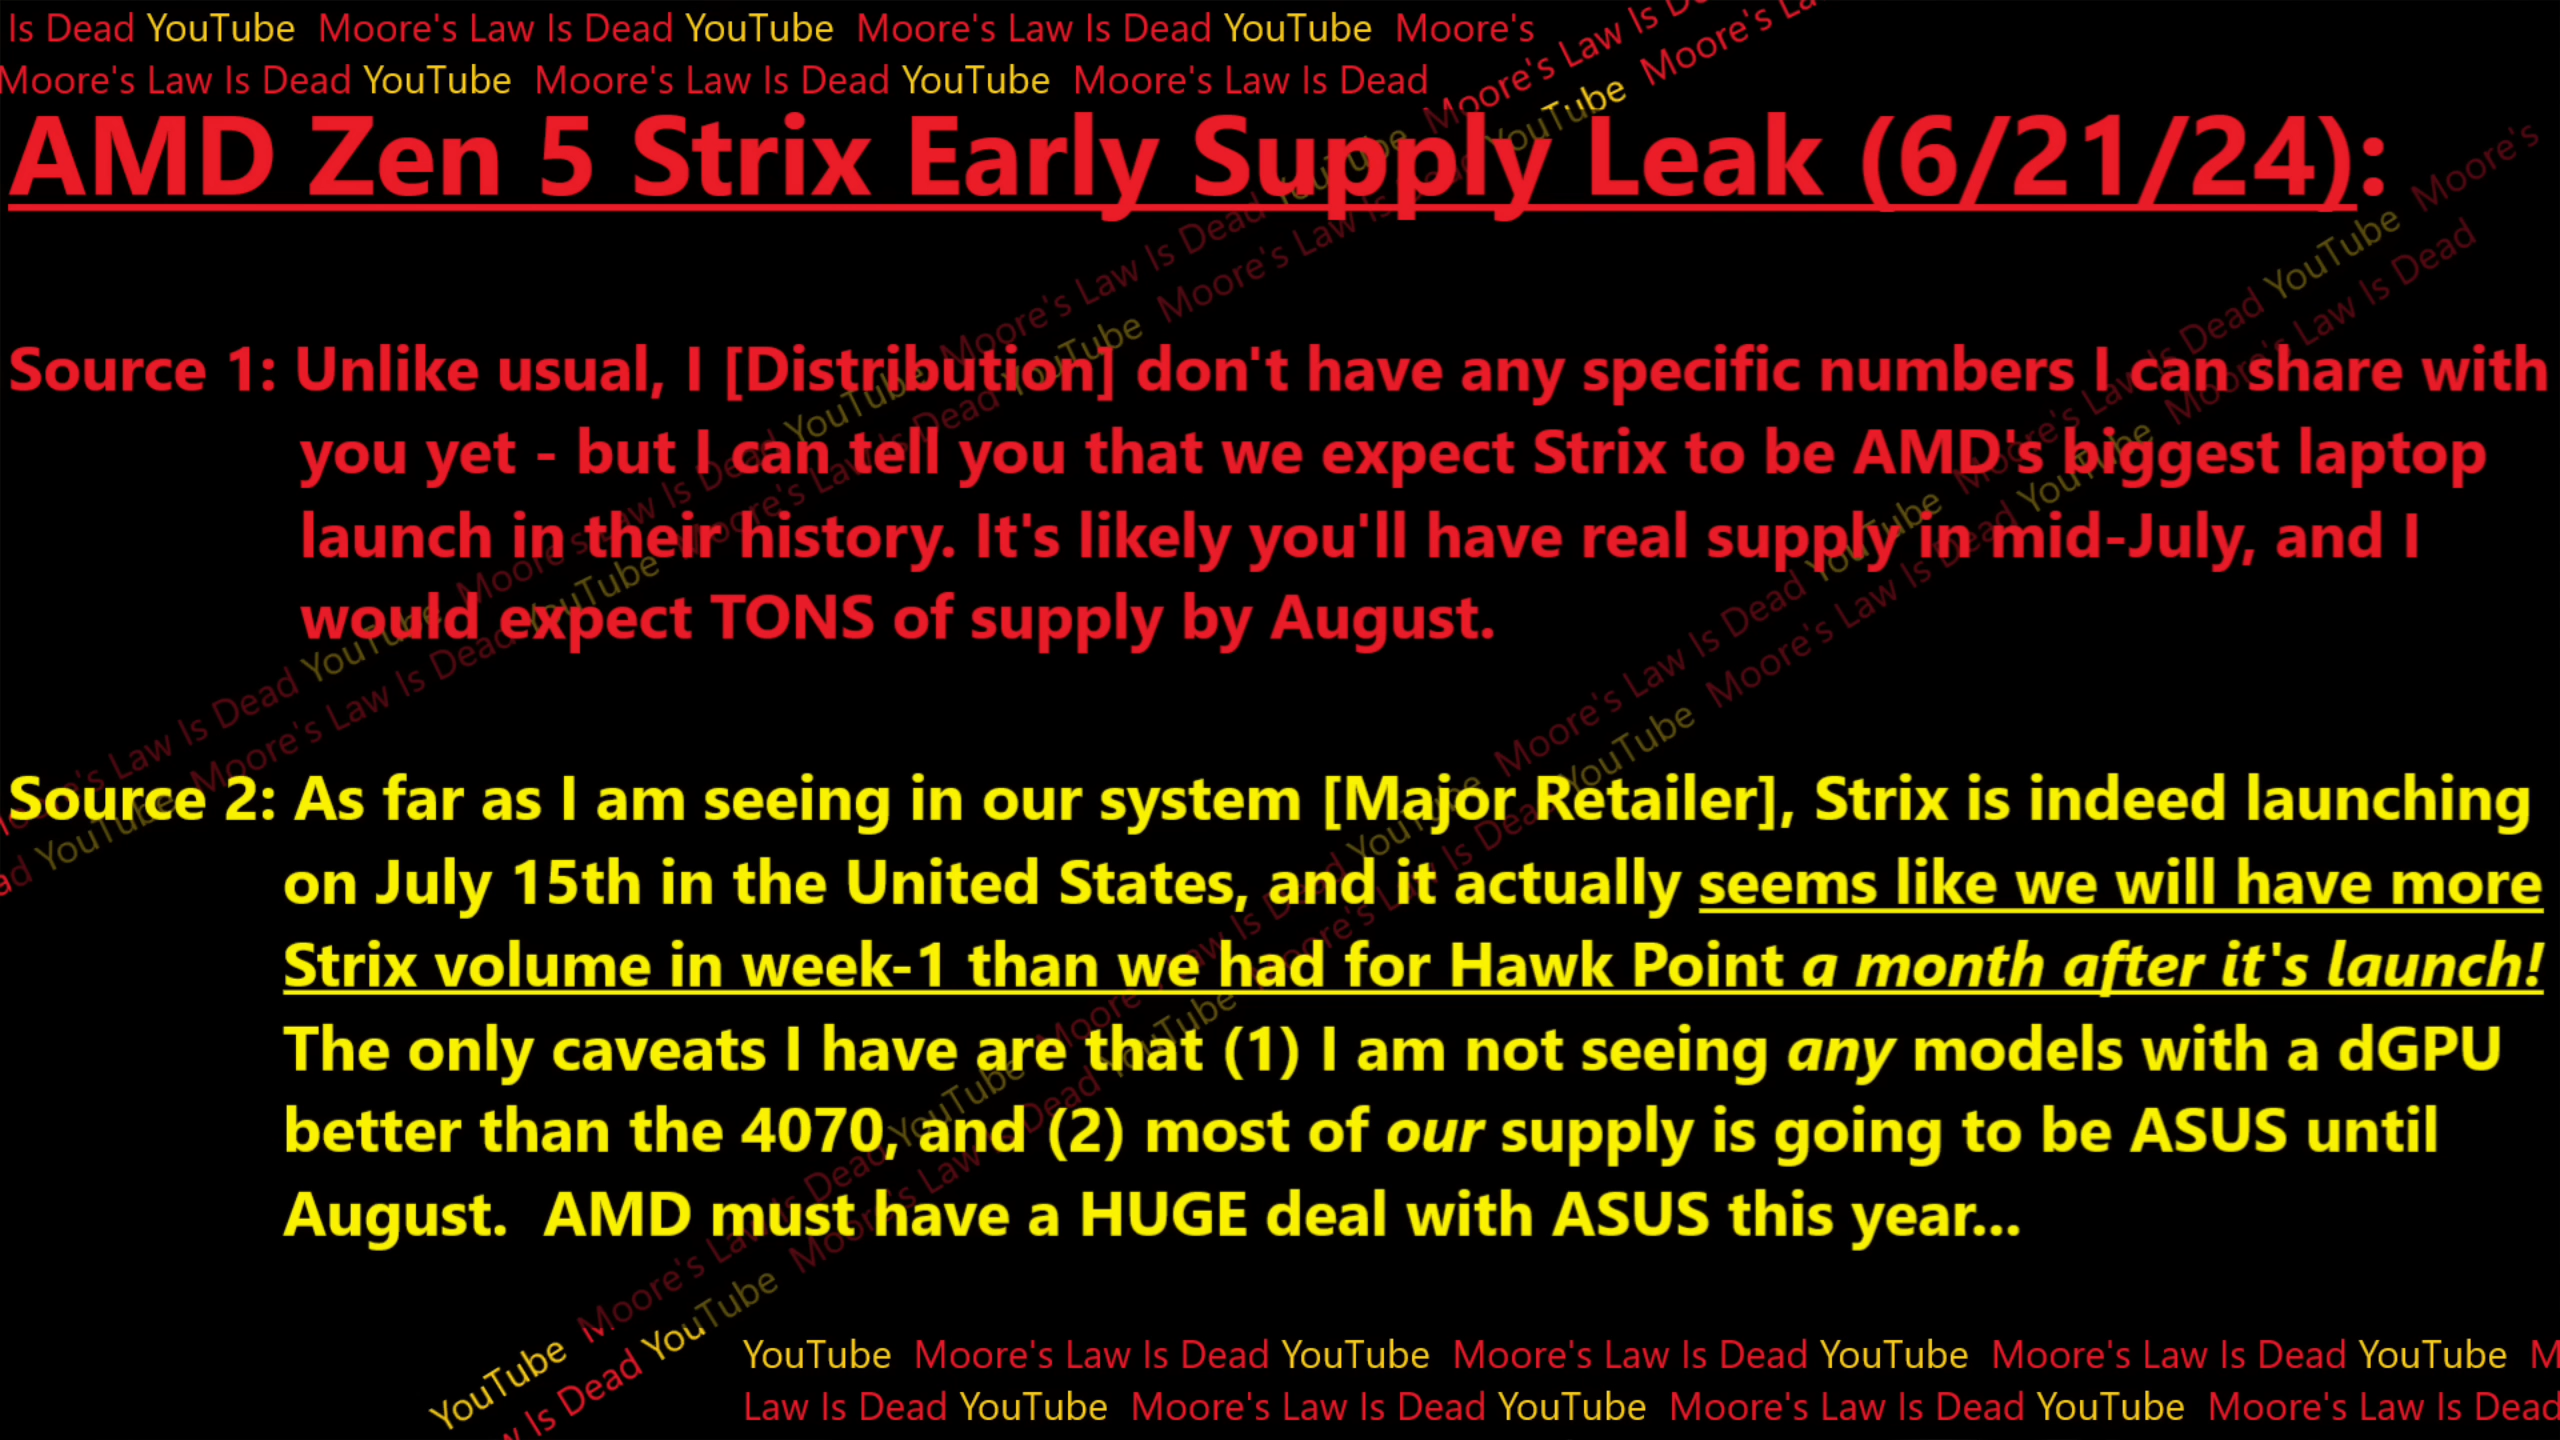 Is Dead YouTube  Moore's Law Is Dead YouTube  Moore's Law Is Dead YouTube  Moore's
Moore's Law Is Dead YouTube  Moore's Law Is Dead YouTube  Moore's Law Is Dead
AMD Zen 5 Strix Early Supply Leak (6/21/24):
Source 1: Unlike usual, I [Distribution] don't have any specific numbers I can share with
you yet - but I can tell you that we expect Strix to be AMD's biggest laptop
launch in their history. It's likely you'll have real supply in mid-July, and I
would expect TONS of supply by August.
Source 2: As far as I am seeing in our system [Major Retailer], Strix is indeed launching
on July 15th in the United States, and it actually seems like we will have more
Strix volume in week-1 than we had for Hawk Point a month after it's launch!
The only caveats I have are that (1) I am not seeing any models with a dGPU
better than the 4070, and (2) most of our supply is going to be ASUS until
August.  AMD must have a HUGE deal with ASUS this year...
YouTube  Moore's Law Is Dead YouTube  Moore's Law Is Dead YouTube  Moore's Law Is Dead YouTube  M
Law Is Dead YouTube  Moore's Law Is Dead YouTube  Moore's Law Is Dead YouTube  Moore's Law Is Dead